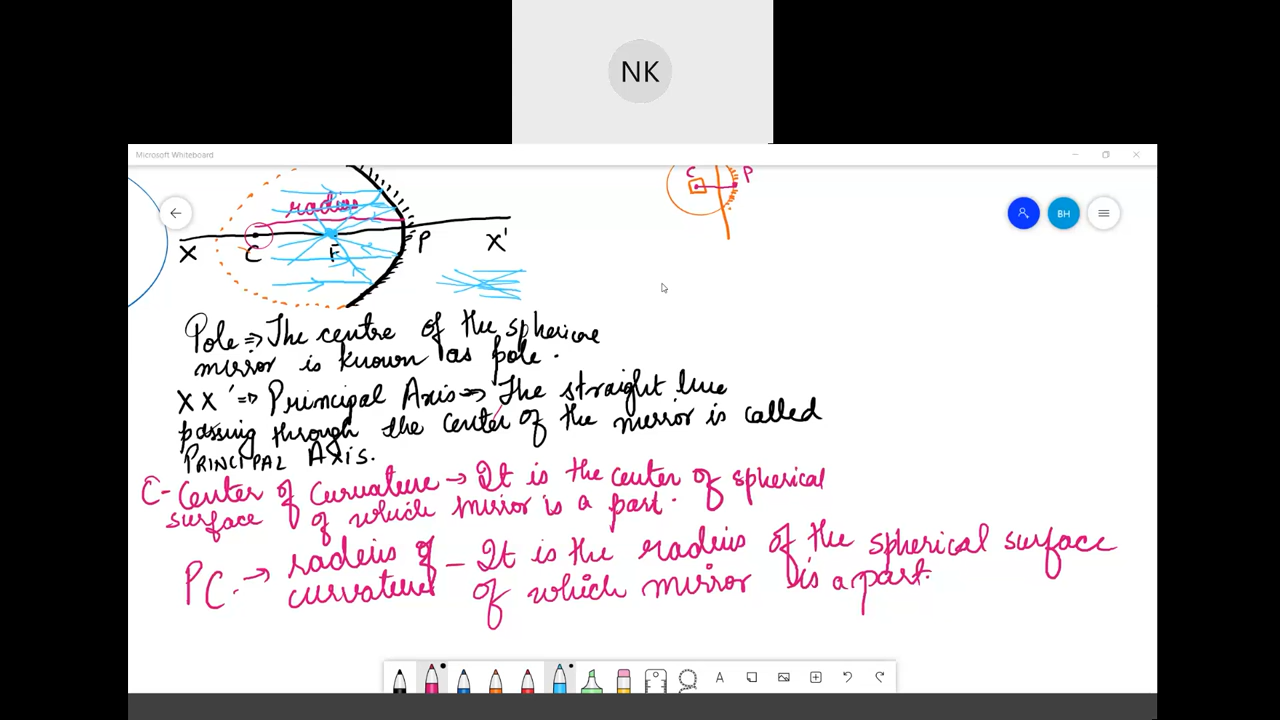 NK
Microsoft Whiteboard
C P
radius
BH
X C F P X'
Pole => The centre of the spherical
mirror is known as pole.
XX' => Principal Axis => The straight line
passing through the center of the mirror is called
PRINCIPAL AXIS.
C - Center of Curvature → It is the center of spherical
surface of which mirror is a part.
PC. → radius of - It is the radius of the spherical surface
curvature of which mirror is a part.
A